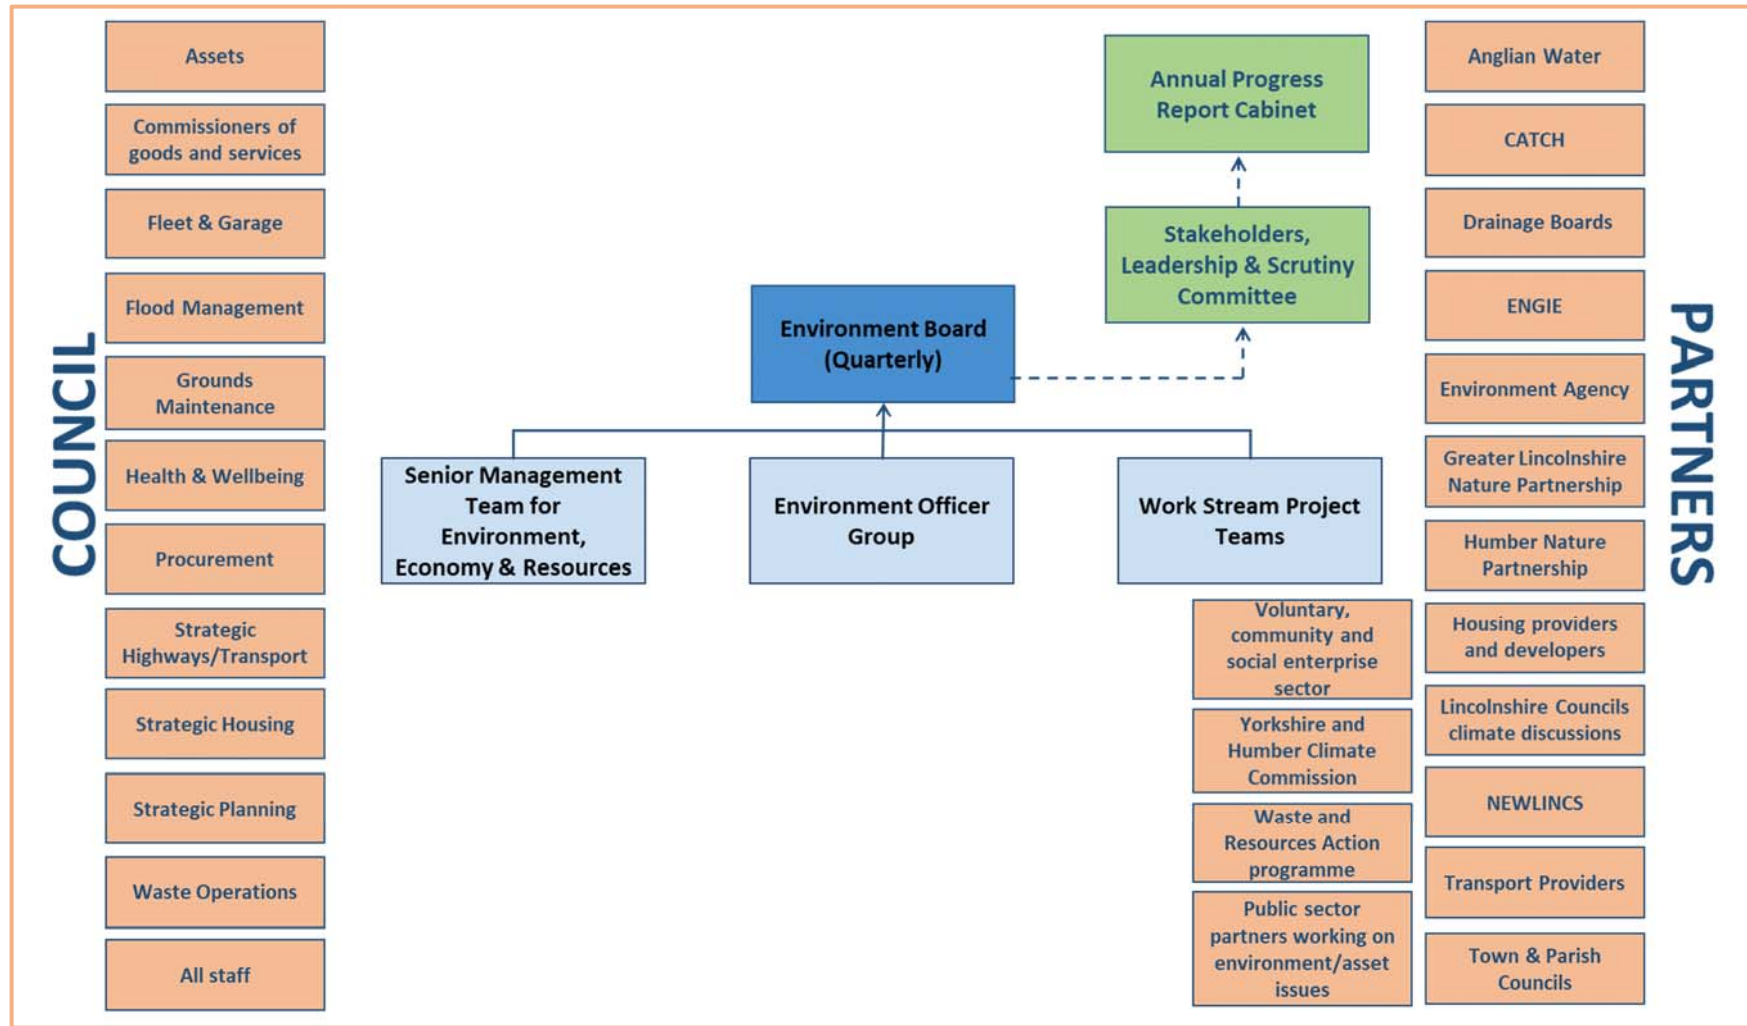 COUNCIL
Assets
Commissioners of
goods and services
Fleet & Garage
Flood Management
Grounds
Maintenance
Health & Wellbeing
Procurement
Strategic
Highways/Transport
Strategic Housing
Strategic Planning
Waste Operations
All staff
Annual Progress
Report Cabinet
Stakeholders,
Leadership & Scrutiny
Committee
Environment Board
(Quarterly)
Senior Management
Team for
Environment,
Economy & Resources
Environment Officer
Group
Work Stream Project
Teams
Voluntary,
community and
social enterprise
sector
Yorkshire and
Humber Climate
Commission
Waste and
Resources Action
programme
Public sector
partners working on
environment/asset
issues
Anglian Water
CATCH
Drainage Boards
ENGIE
Environment Agency
Greater Lincolnshire
Nature Partnership
Humber Nature
Partnership
Housing providers
and developers
Lincolnshire Councils
climate discussions
NEWLINCS
Transport Providers
Town & Parish
Councils
PARTNERS